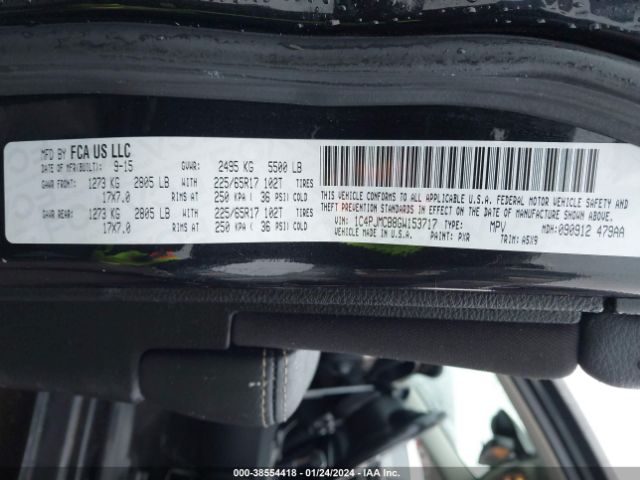 MFD BY FCA US LLC
DATE OF MFR(BUILT): 9-15 GVWR: 2495 KG 5500 LB
GAWR FRONT: 1273 KG 2805 LB WITH 225/65R17 102T TIRES
17X7.0 RIMS AT 250 KPA ( 36 PSI) COLD
GAWR REAR: 1273 KG 2805 LB WITH 225/65R17 102T TIRES
17X7.0 RIMS AT 250 KPA ( 36 PSI) COLD
THIS VEHICLE CONFORMS TO ALL APPLICABLE U.S.A. FEDERAL MOTOR VEHICLE SAFETY, BUMPER, AND
THEFT PREVENTION STANDARDS IN EFFECT ON THE DATE OF MANUFACTURE SHOWN ABOVE.
VIN: 1C4PJMCB8GW153717 TYPE: MPV MDH: 090912 479AA
VEHICLE MADE IN U.S.A. PAINT: PXR TRIM: A5X9
000-38554418 - 01/24/2024 - IAAI.COM